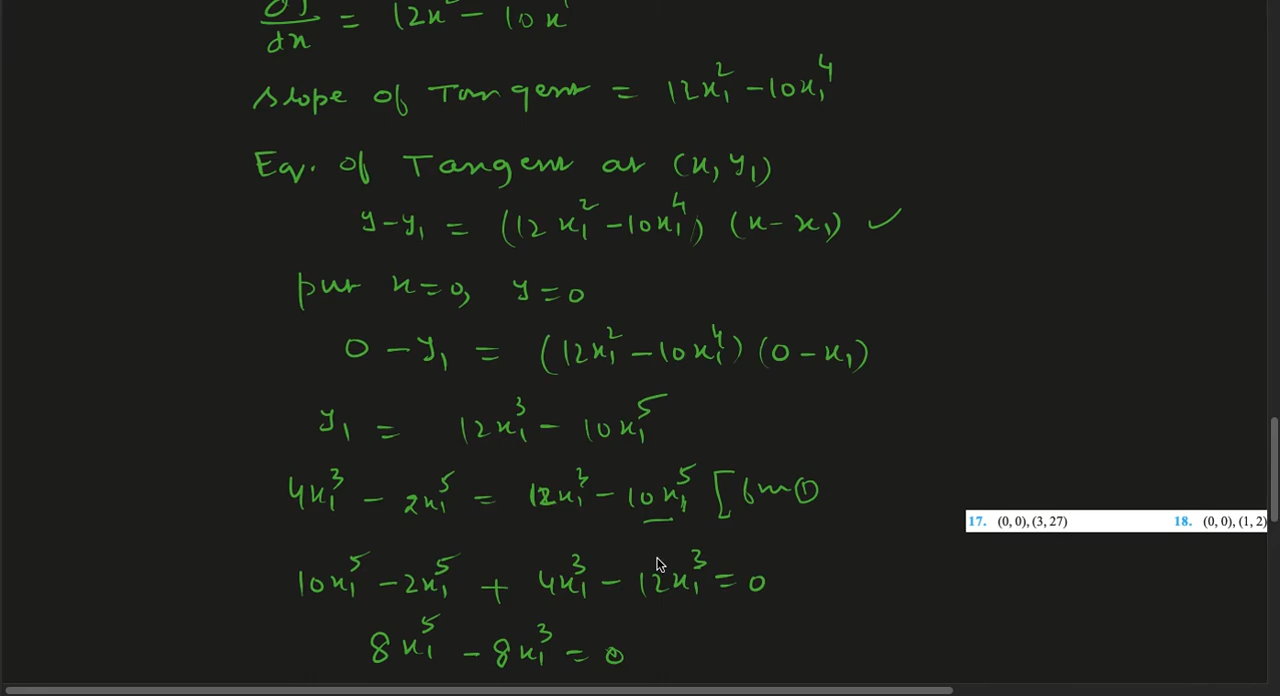 dy/dx = 12x² - 10x⁴
Slope of Tangent = 12x₁² - 10x₁⁴
Eq. of Tangent at (x, y₁)
y - y₁ = (12x₁² - 10x₁⁴) (x - x₁) ✓
put x = 0, y = 0
0 - y₁ = (12x₁² - 10x₁⁴) (0 - x₁)
y₁ = 12x₁³ - 10x₁⁵
4x₁³ - 2x₁⁵ = 12x₁³ - 10x₁⁵ [from ①
17. (0, 0), (3, 27) 18. (0, 0), (1, 2)
10x₁⁵ - 2x₁⁵ + 4x₁³ - 12x₁³ = 0
8x₁⁵ - 8x₁³ = 0